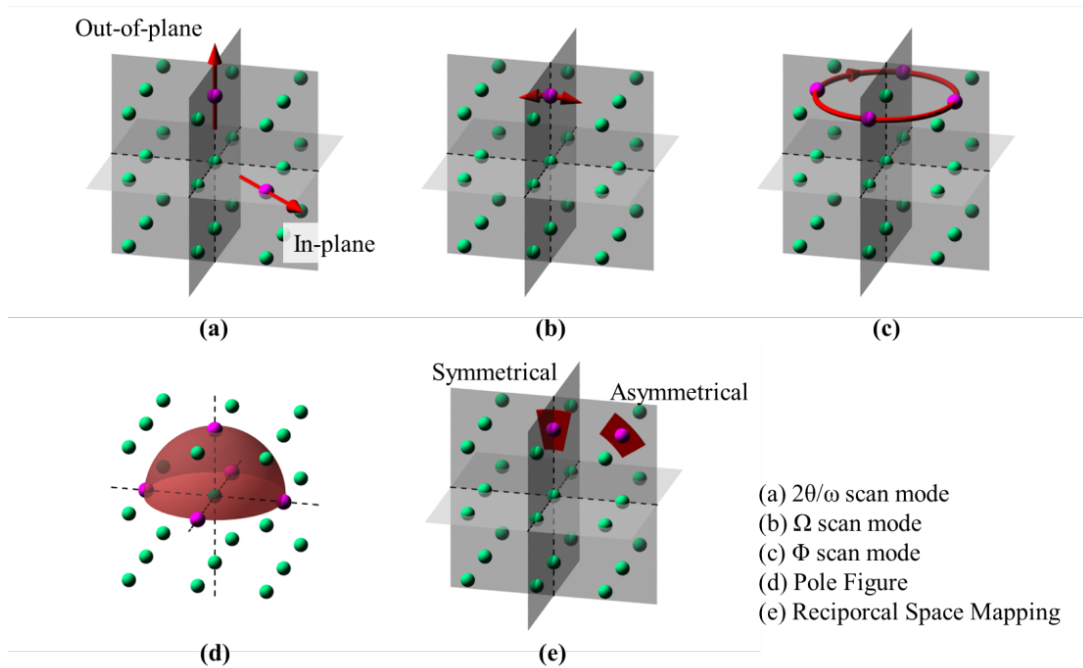 Out-of-plane
In-plane
(a)
(b)
(c)
Symmetrical
Asymmetrical
(d)
(e)
(a) 2θ/ω scan mode
(b) Ω scan mode
(c) Φ scan mode
(d) Pole Figure
(e) Reciporcal Space Mapping